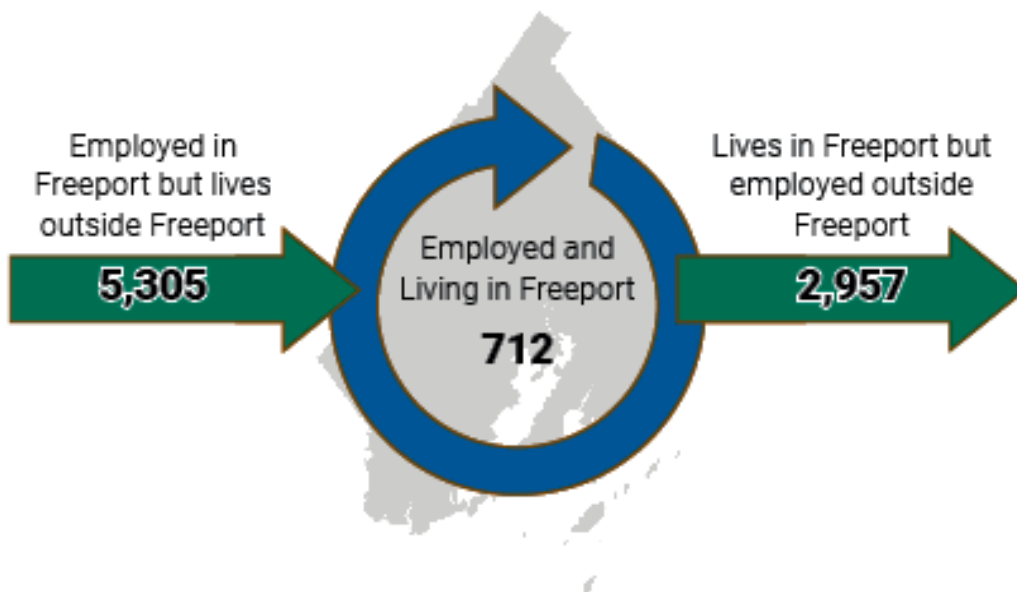 Employed in
Freeport but lives
outside Freeport
5,305
Employed and
Living in Freeport
712
Lives in Freeport but
employed outside
Freeport
2,957